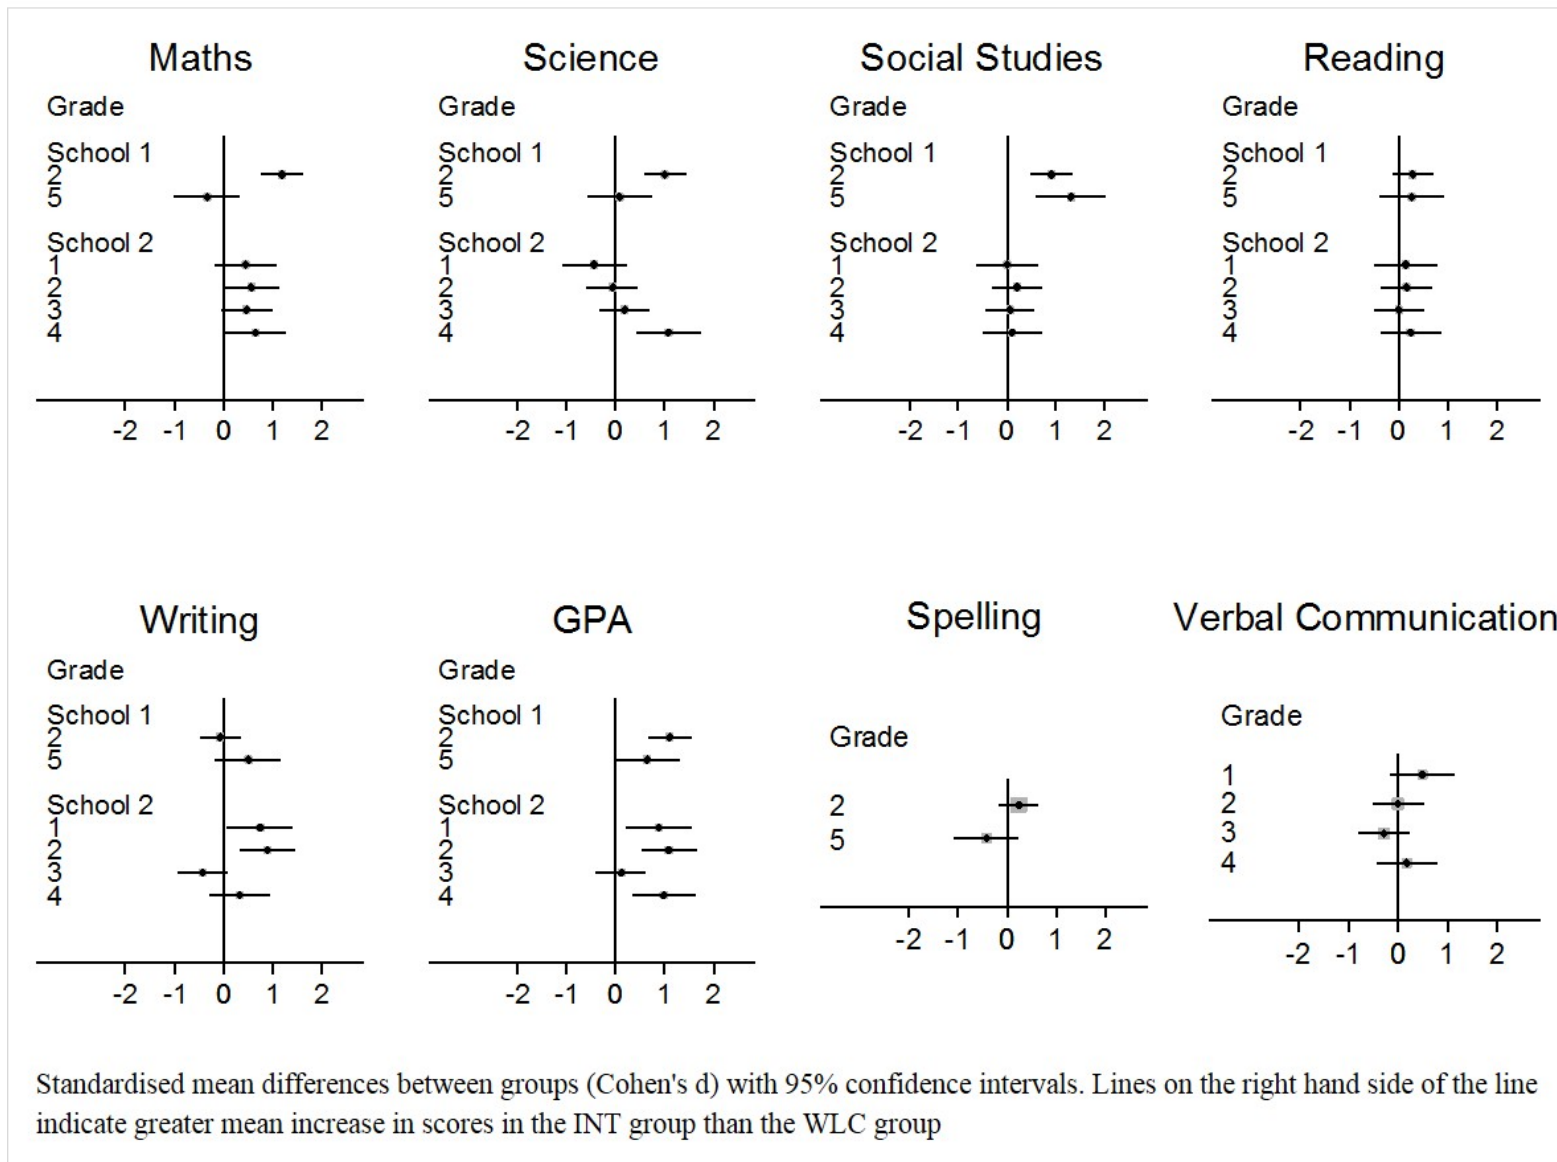 Maths
Grade
School 1
2
5
School 2
1
2
3
4
-2 -1 0 1 2
Science
Grade
School 1
2
5
School 2
1
2
3
4
-2 -1 0 1 2
Social Studies
Grade
School 1
2
5
School 2
1
2
3
4
-2 -1 0 1 2
Reading
Grade
School 1
2
5
School 2
1
2
3
4
-2 -1 0 1 2
Writing
Grade
School 1
2
5
School 2
1
2
3
4
-2 -1 0 1 2
GPA
Grade
School 1
2
5
School 2
1
2
3
4
-2 -1 0 1 2
Spelling
Grade
2
5
-2 -1 0 1 2
Verbal Communication
Grade
1
2
3
4
-2 -1 0 1 2
Standardised mean differences between groups (Cohen's d) with 95% confidence intervals. Lines on the right hand side of the line
indicate greater mean increase in scores in the INT group than the WLC group